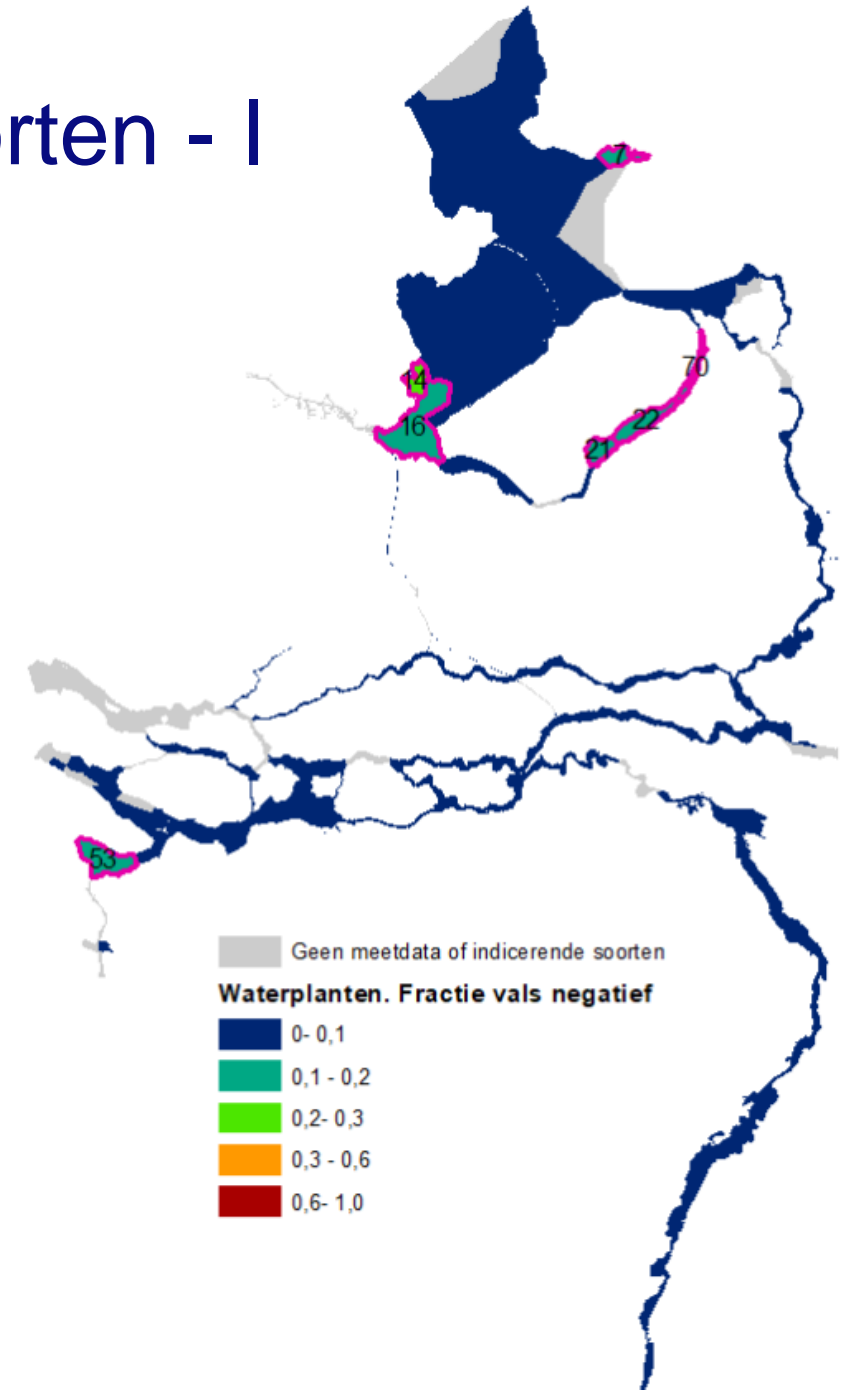 orten - I
7
70
14
22
16
21
53
Geen meetdata of indicerende soorten
Waterplanten. Fractie vals negatief
0- 0,1
0,1 - 0,2
0,2- 0,3
0,3 - 0,6
0,6- 1,0